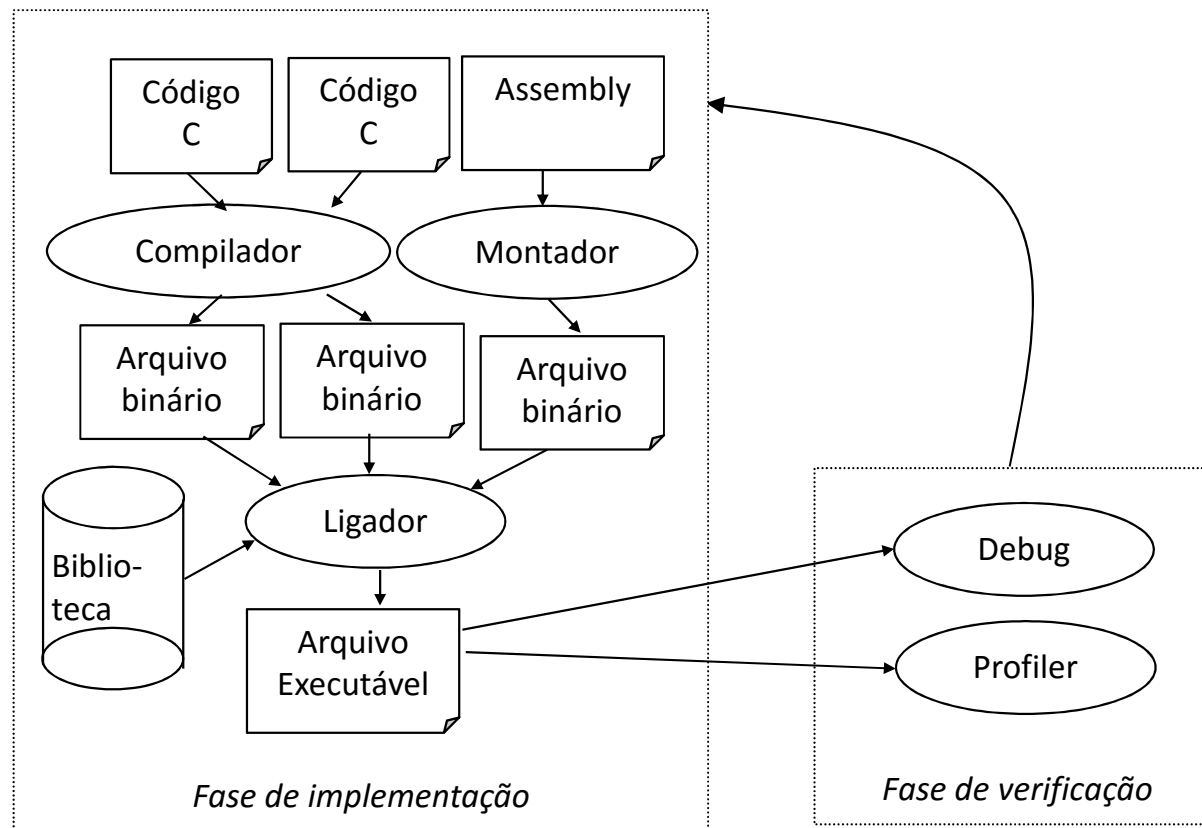 Código
C
Código
C
Assembly
Compilador
Montador
Arquivo
binário
Arquivo
binário
Arquivo
binário
Biblio-
teca
Ligador
Arquivo
Executável
Fase de implementação
Debug
Profiler
Fase de verificação